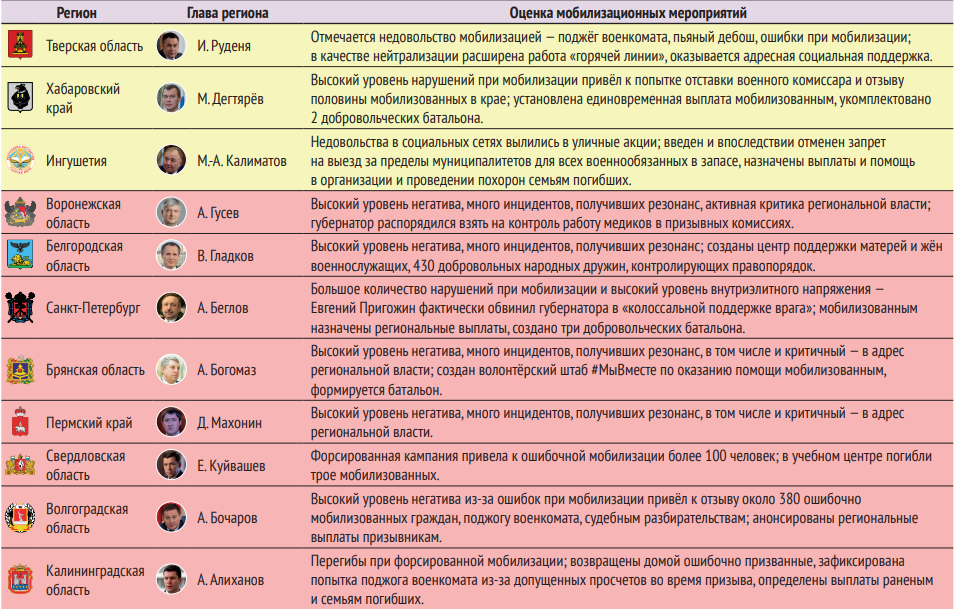 Регион Глава региона Оценка мобилизационных мероприятий
Тверская область И. Руденя Отмечается недовольство мобилизацией — поджёг военкомата, пьяный дебош, ошибки при мобилизации;
в качестве нейтрализации расширена работа «горячей линии», оказывается адресная социальная поддержка.
Хабаровский
край
М. Дегтярёв
Высокий уровень нарушений при мобилизации привёл к попытке отставки военного комиссара и отзыву
половины мобилизованных в крае; установлена единовременная выплата мобилизованным, укомплектовано
2 добровольческих батальона.
Ингушетия М.-А. Калиматов
Недовольства в социальных сетях вылились в уличные акции; введен и впоследствии отменен запрет
на выезд за пределы муниципалитетов для всех военнообязанных в запасе, назначены выплаты и помощь
в организации и проведении похорон семьям погибших.
Воронежская
область
А. Гусев
Высокий уровень негатива, много инцидентов, получивших резонанс, активная критика региональной власти;
губернатор распорядился взять на контроль работу медиков в призывных комиссиях.
Белгородская
область
В. Гладков
Высокий уровень негатива, много инцидентов, получивших резонанс; созданы центр поддержки матерей и жён
военнослужащих, 430 добровольных народных дружин, контролирующих правопорядок.
Санкт-Петербург А. Беглов
Большое количество нарушений при мобилизации и высокий уровень внутриэлитного напряжения —
Евгений Пригожин фактически обвинил губернатора в «колоссальной поддержке врага»; мобилизованным
назначены региональные выплаты, создано три добровольческих батальона.
Брянская область А. Богомаз
Высокий уровень негатива, много инцидентов, получивших резонанс, в том числе и критичный — в адрес
региональной власти; создан волонтёрский штаб #МыВместе по оказанию помощи мобилизованным,
формируется батальон.
Пермский край Д. Махонин
Высокий уровень негатива, много инцидентов, получивших резонанс, в том числе и критичный — в адрес
региональной власти.
Свердловская
область
Е. Куйвашев
Форсированная кампания привела к ошибочной мобилизации более 100 человек; в учебном центре погибли
трое мобилизованных.
Волгоградская
область
А. Бочаров
Высокий уровень негатива из-за ошибок при мобилизации привёл к отзыву около 380 ошибочно
мобилизованных граждан, поджогу военкомата, судебным разбирательствам; анонсированы региональные
выплаты призывникам.
Калининградская
область
А. Алиханов
Перегибы при форсированной мобилизации; возвращены домой ошибочно призванные, зафиксирована
попытка поджога военкомата из-за допущенных просчетов во время призыва, определены выплаты раненым
и семьям погибших.